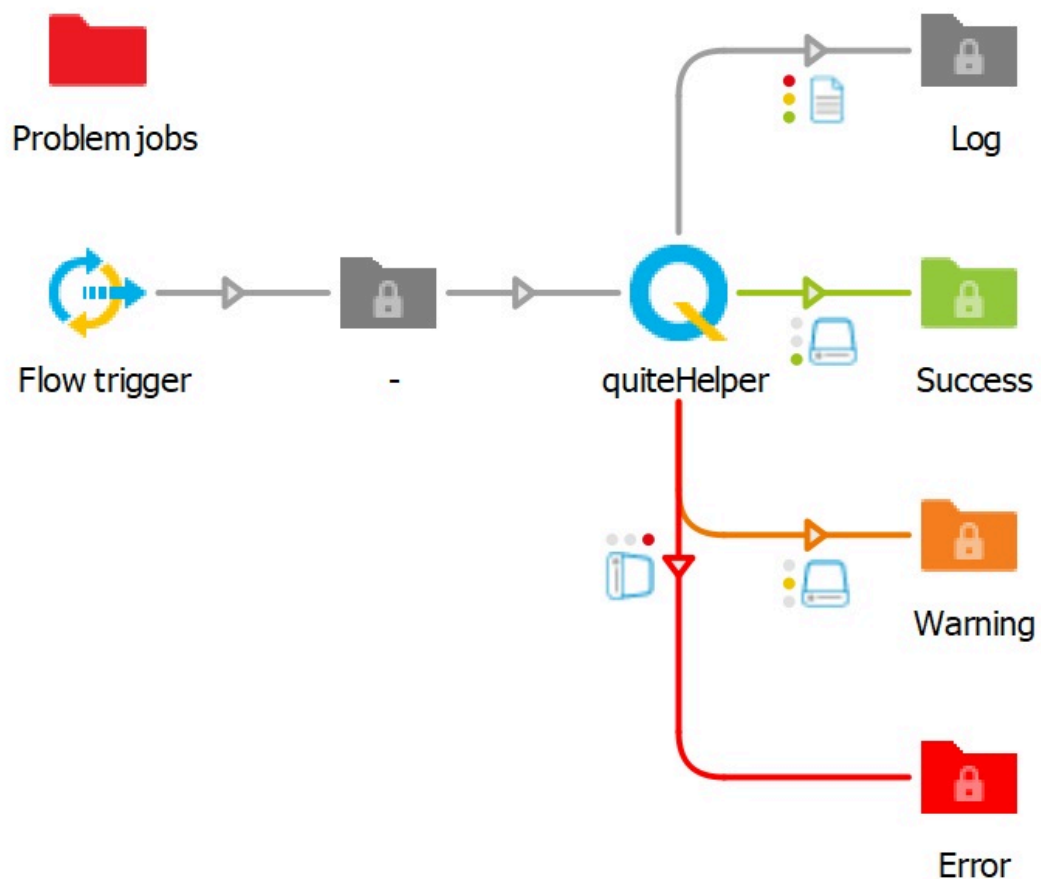 Problem jobs
Log
Flow trigger
-
quiteHelper
Success
Warning
Error